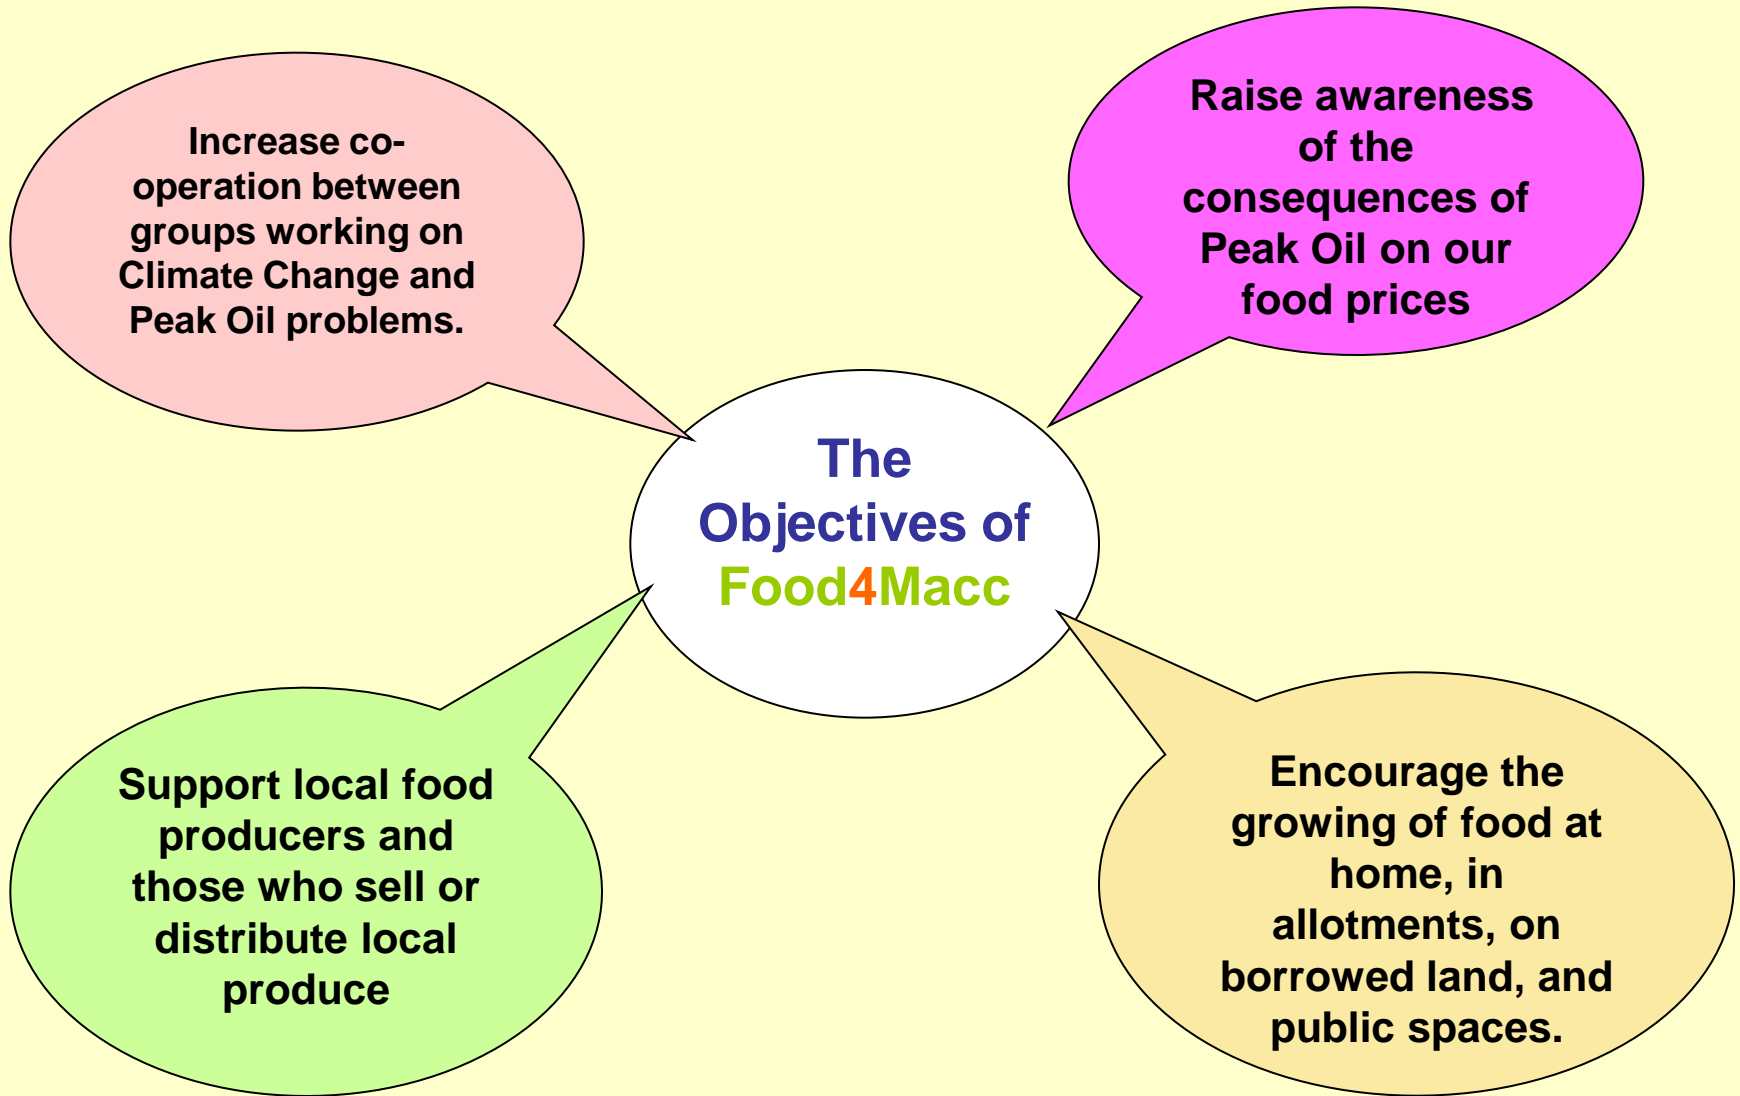 Increase co-
operation between
groups working on
Climate Change and
Peak Oil problems.
Raise awareness
of the
consequences of
Peak Oil on our
food prices
The
Objectives of
Food4Macc
Support local food
producers and
those who sell or
distribute local
produce
Encourage the
growing of food at
home, in
allotments, on
borrowed land, and
public spaces.